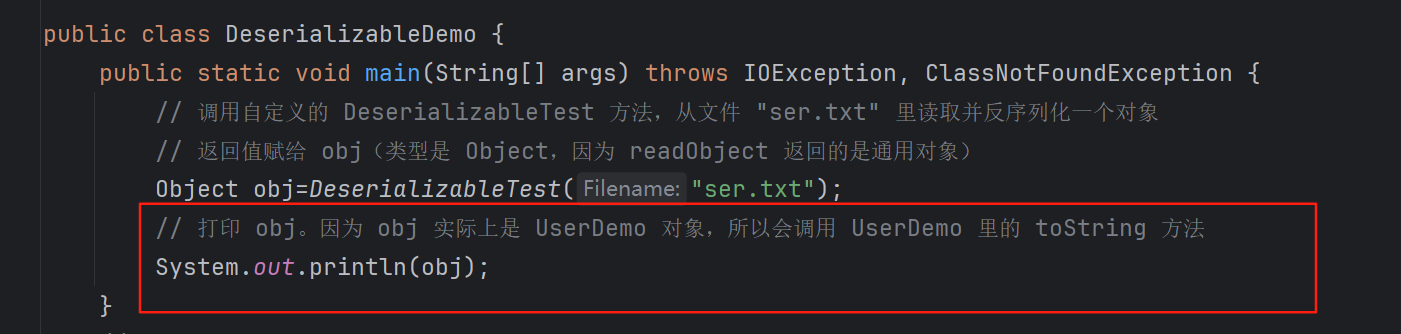 public class DeserializableDemo {
public static void main(String[] args) throws IOException, ClassNotFoundException {
// 调用自定义的 DeserializableTest 方法，从文件 "ser.txt" 里读取并反序列化一个对象
// 返回值赋给 obj（类型是 Object，因为 readObject 返回的是通用对象）
Object obj=DeserializableTest( Filename: "ser.txt");
// 打印 obj。因为 obj 实际上是 UserDemo 对象，所以会调用 UserDemo 里的 toString 方法
System.out.println(obj);
}